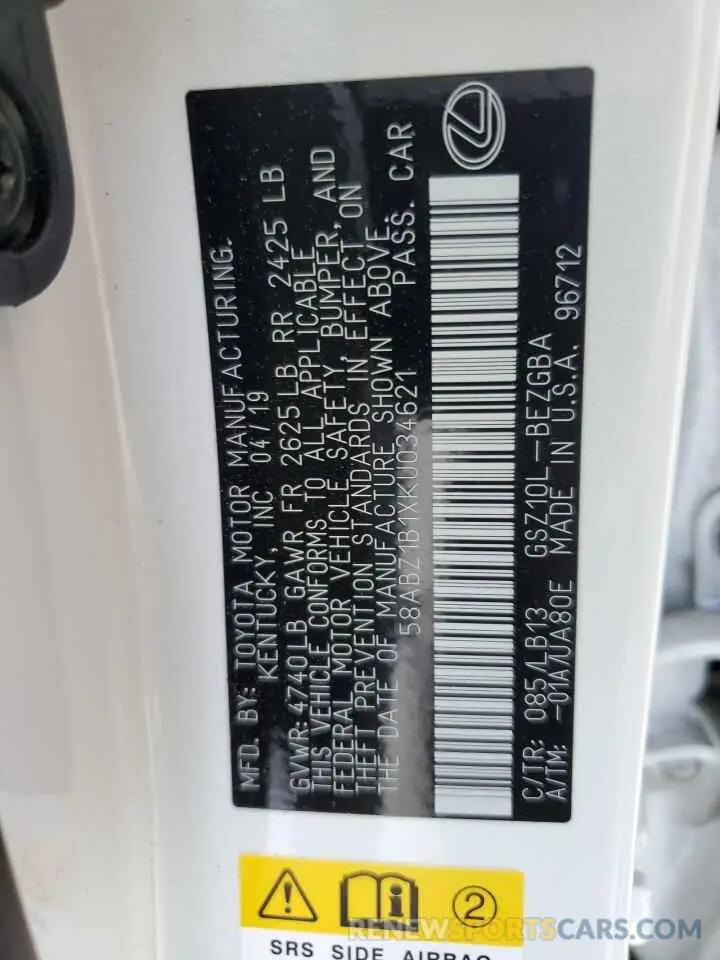 MFD. BY: TOYOTA MOTOR MANUFACTURING.
KENTUCKY, INC 04/19
GVWR: 4740LB GAWR FR 2625LB RR 2425 LB
THIS VEHICLE CONFORMS TO ALL APPLICABLE
FEDERAL MOTOR VEHICLE SAFETY, BUMPER, AND
THEFT PREVENTION STANDARDS IN EFFECT ON
THE DATE OF MANUFACTURE SHOWN ABOVE.
58ABZ1B1XKU034621 PASS. CAR
C/TR: 085/LB13 GSZ10L-BEZGBA
A/TM: -01A/UA80E MADE IN U.S.A. 96712
2
SRS SIDE AIRBAG
RENEWSPORTSCARS.COM